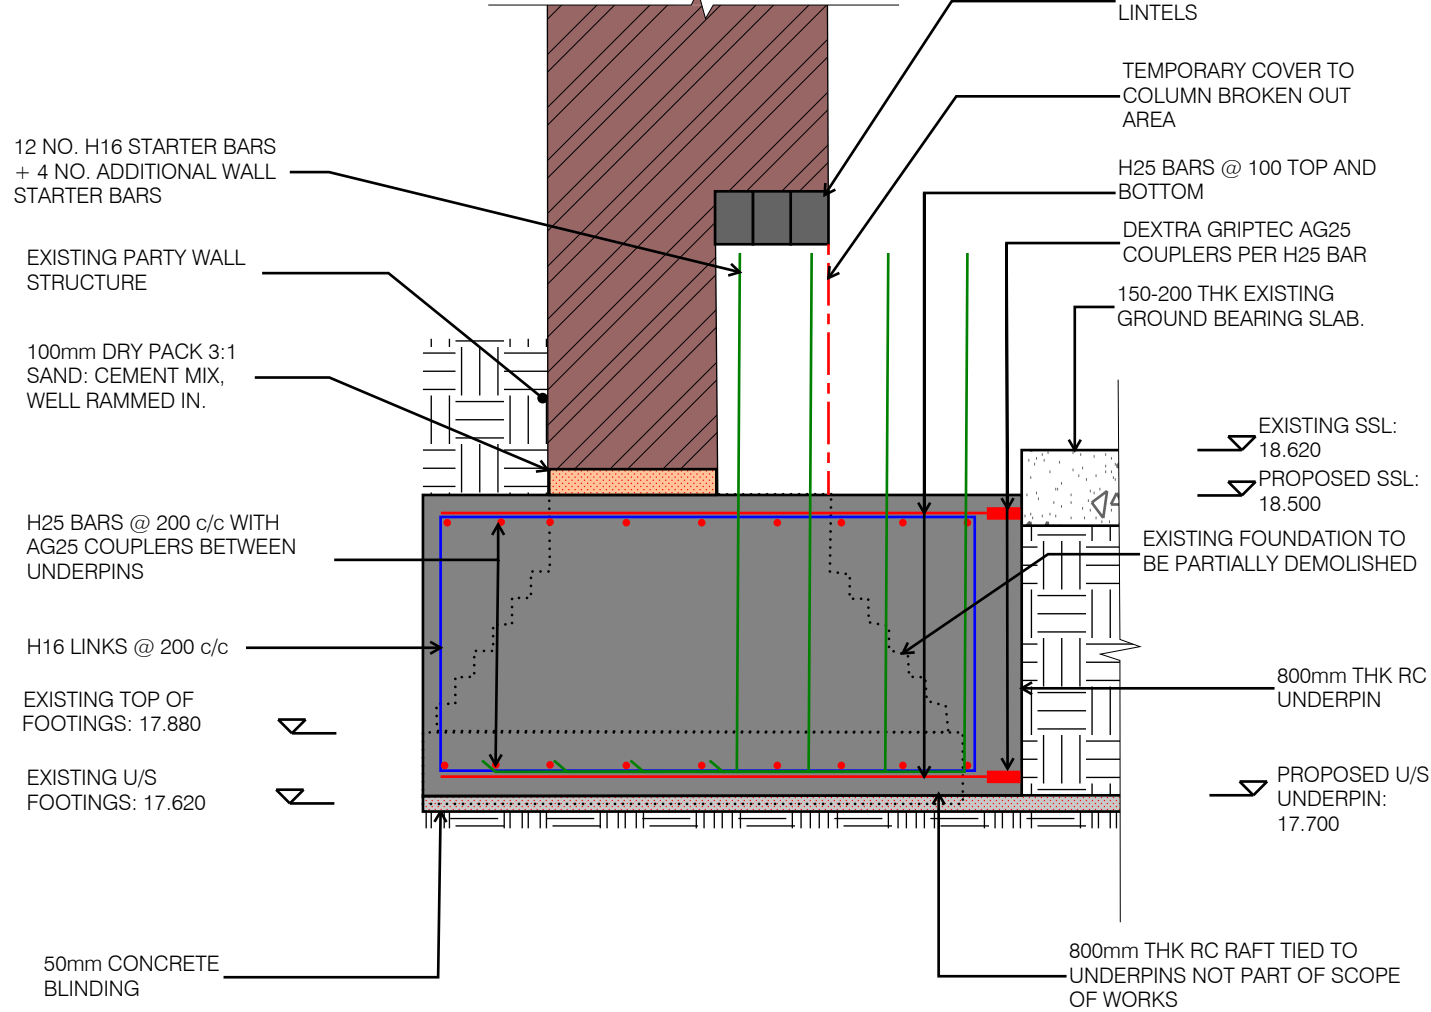 LINTELS
TEMPORARY COVER TO
COLUMN BROKEN OUT
AREA
12 NO. H16 STARTER BARS
+ 4 NO. ADDITIONAL WALL
STARTER BARS
H25 BARS @ 100 TOP AND
BOTTOM
DEXTRA GRIPTEC AG25
COUPLERS PER H25 BAR
EXISTING PARTY WALL
STRUCTURE
150-200 THK EXISTING
GROUND BEARING SLAB.
100mm DRY PACK 3:1
SAND: CEMENT MIX,
WELL RAMMED IN.
EXISTING SSL:
18.620
PROPOSED SSL:
18.500
H25 BARS @ 200 c/c WITH
AG25 COUPLERS BETWEEN
UNDERPINS
EXISTING FOUNDATION TO
BE PARTIALLY DEMOLISHED
H16 LINKS @ 200 c/c
800mm THK RC
UNDERPIN
EXISTING TOP OF
FOOTINGS: 17.880
EXISTING U/S
FOOTINGS: 17.620
PROPOSED U/S
UNDERPIN:
17.700
50mm CONCRETE
BLINDING
800mm THK RC RAFT TIED TO
UNDERPINS NOT PART OF SCOPE
OF WORKS